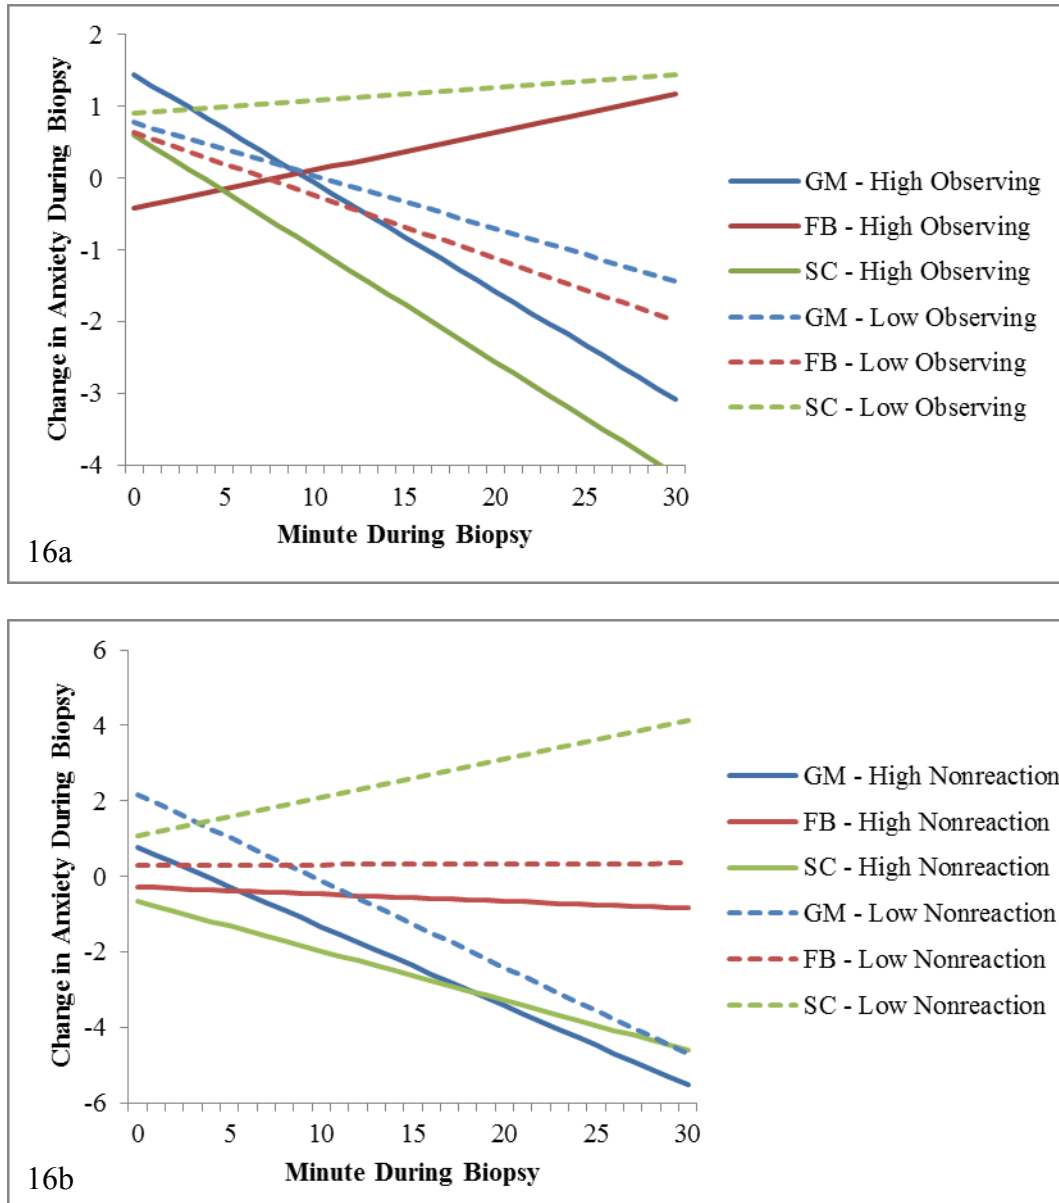 Change in Anxiety During Biopsy
2
1
0
-1
-2
-3
-4
0 5 10 15 20 25 30
Minute During Biopsy
GM - High Observing
FB - High Observing
SC - High Observing
GM - Low Observing
FB - Low Observing
SC - Low Observing
16a
Change in Anxiety During Biopsy
6
4
2
0
-2
-4
-6
0 5 10 15 20 25 30
Minute During Biopsy
GM - High Nonreaction
FB - High Nonreaction
SC - High Nonreaction
GM - Low Nonreaction
FB - Low Nonreaction
SC - Low Nonreaction
16b